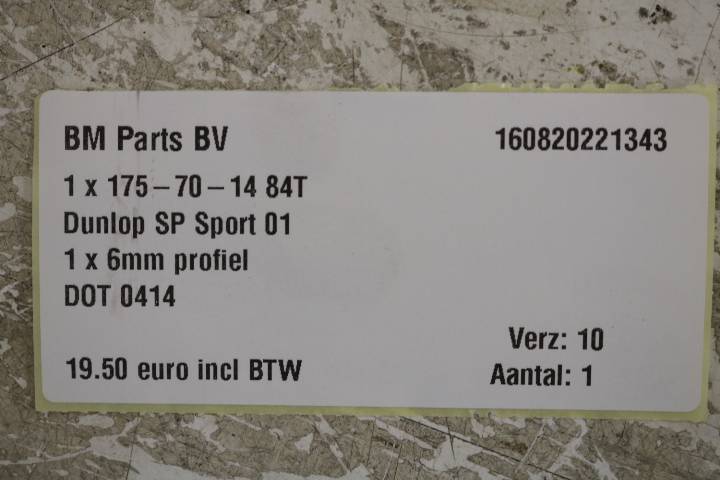 BM Parts BV 160820221343
1 x 175-70-14 84T
Dunlop SP Sport 01
1 x 6mm profiel
DOT 0414
Verz: 10
19.50 euro incl BTW Aantal: 1